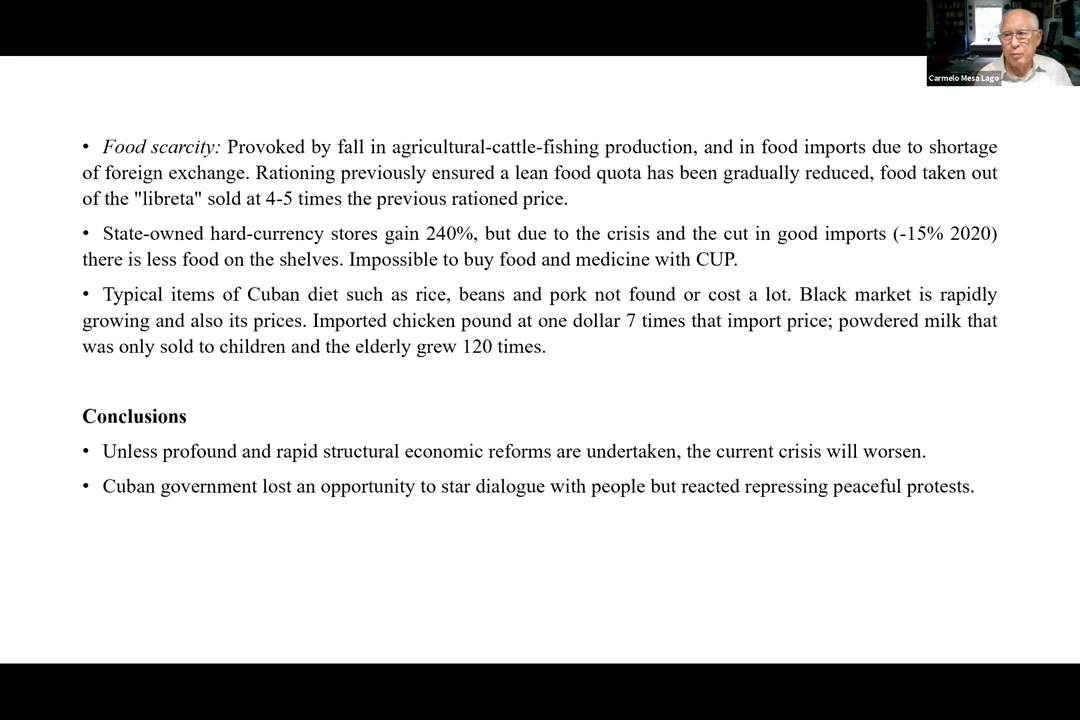 Carmelo Mesa Lago
• Food scarcity: Provoked by fall in agricultural-cattle-fishing production, and in food imports due to shortage
of foreign exchange. Rationing previously ensured a lean food quota has been gradually reduced, food taken out
of the "libreta" sold at 4-5 times the previous rationed price.
• State-owned hard-currency stores gain 240%, but due to the crisis and the cut in good imports (-15% 2020)
there is less food on the shelves. Impossible to buy food and medicine with CUP.
• Typical items of Cuban diet such as rice, beans and pork not found or cost a lot. Black market is rapidly
growing and also its prices. Imported chicken pound at one dollar 7 times that import price; powdered milk that
was only sold to children and the elderly grew 120 times.
Conclusions
• Unless profound and rapid structural economic reforms are undertaken, the current crisis will worsen.
• Cuban government lost an opportunity to star dialogue with people but reacted repressing peaceful protests.